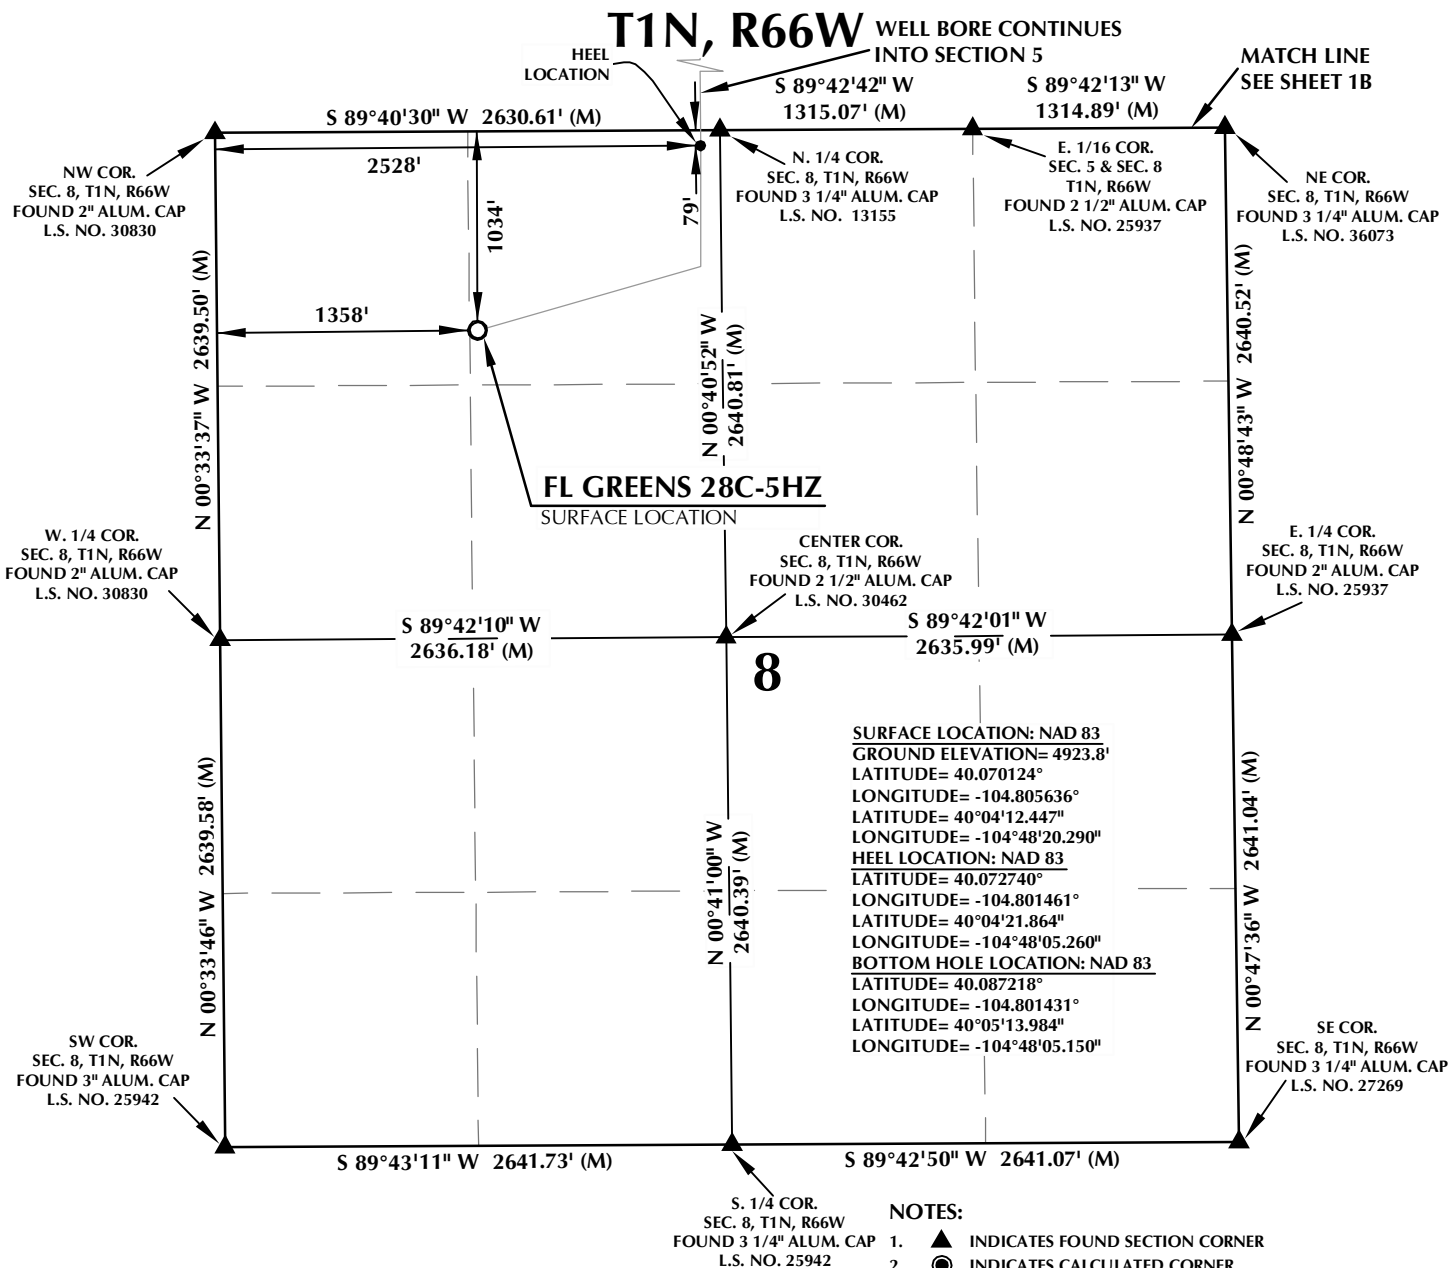 T1N, R66W
WELL BORE CONTINUES
INTO SECTION 5
HEEL
LOCATION
MATCH LINE
SEE SHEET 1B
S 89°40'30" W 2630.61' (M)
S 89°42'42" W
1315.07' (M)
S 89°42'13" W
1314.89' (M)
NW COR.
SEC. 8, T1N, R66W
FOUND 2" ALUM. CAP
L.S. NO. 30830
2528'
1034'
79'
N. 1/4 COR.
SEC. 8, T1N, R66W
FOUND 3 1/4" ALUM. CAP
L.S. NO. 13155
E. 1/16 COR.
SEC. 5 & SEC. 8
T1N, R66W
FOUND 2 1/2" ALUM. CAP
L.S. NO. 25937
NE COR.
SEC. 8, T1N, R66W
FOUND 3 1/4" ALUM. CAP
L.S. NO. 36073
1358'
N 00°33'37" W 2639.50' (M)
N 00°40'52" W
2640.81' (M)
N 00°48'43" W 2640.52' (M)
FL GREENS 28C-5HZ
SURFACE LOCATION
W. 1/4 COR.
SEC. 8, T1N, R66W
FOUND 2" ALUM. CAP
L.S. NO. 30830
CENTER COR.
SEC. 8, T1N, R66W
FOUND 2 1/2" ALUM. CAP
L.S. NO. 30462
E. 1/4 COR.
SEC. 8, T1N, R66W
FOUND 2" ALUM. CAP
L.S. NO. 25937
S 89°42'10" W
2636.18' (M)
S 89°42'01" W
2635.99' (M)
8
SURFACE LOCATION: NAD 83
GROUND ELEVATION= 4923.8'
LATITUDE= 40.070124°
LONGITUDE= -104.805636°
LATITUDE= 40°04'12.447"
LONGITUDE= -104°48'20.290"
HEEL LOCATION: NAD 83
LATITUDE= 40.072740°
LONGITUDE= -104.801461°
LATITUDE= 40°04'21.864"
LONGITUDE= -104°48'05.260"
BOTTOM HOLE LOCATION: NAD 83
LATITUDE= 40.087218°
LONGITUDE= -104.801431°
LATITUDE= 40°05'13.984"
LONGITUDE= -104°48'05.150"
N 00°33'46" W 2639.58' (M)
N 00°41'00" W
2640.39' (M)
N 00°47'36" W 2641.04' (M)
SW COR.
SEC. 8, T1N, R66W
FOUND 3" ALUM. CAP
L.S. NO. 25942
SE COR.
SEC. 8, T1N, R66W
FOUND 3 1/4" ALUM. CAP
L.S. NO. 27269
S 89°43'11" W 2641.73' (M)
S 89°42'50" W 2641.07' (M)
S. 1/4 COR.
SEC. 8, T1N, R66W
FOUND 3 1/4" ALUM. CAP
L.S. NO. 25942
NOTES:
1. INDICATES FOUND SECTION CORNER
2. INDICATES CALCULATED CORNER